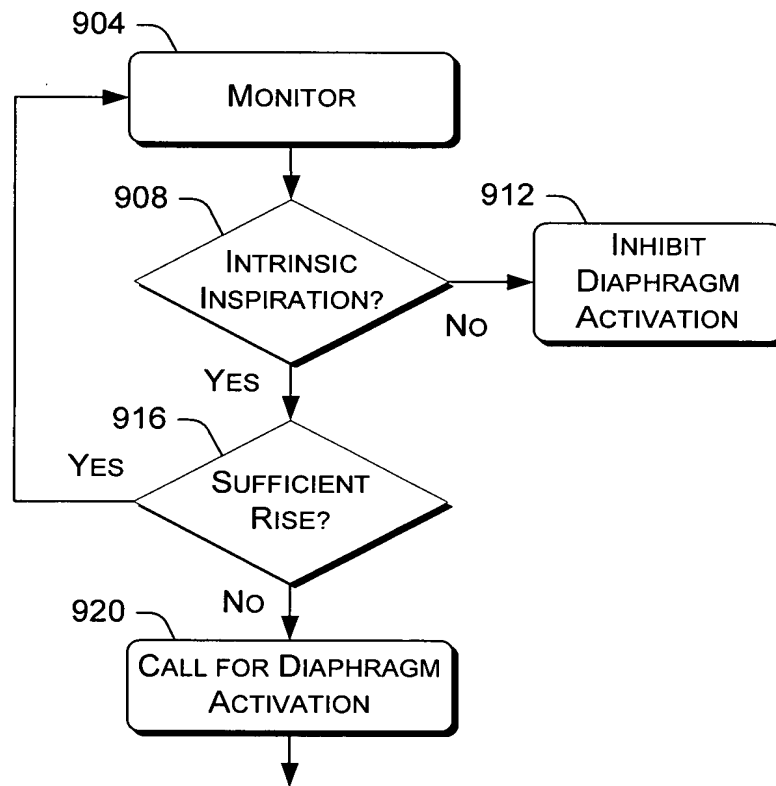 904
MONITOR
908
INTRINSIC
INSPIRATION?
912
INHIBIT
DIAPHRAGM
ACTIVATION
NO
YES
916
YES
SUFFICIENT
RISE?
NO
920
CALL FOR DIAPHRAGM
ACTIVATION